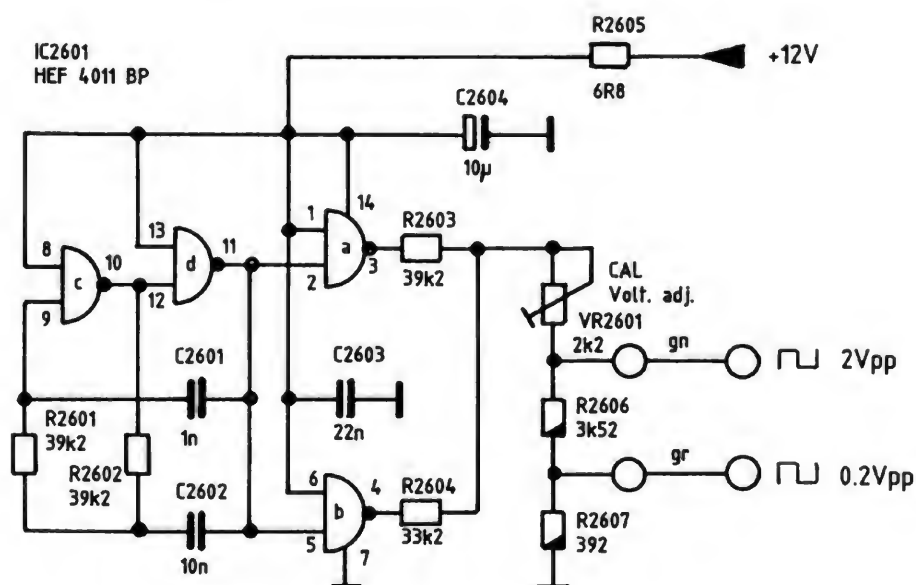 R2605
+12V
6R8
IC2601
HEF 4011 BP
C2604
10µ
14
13
1
R2603
8
10
d
11
a
3
c
12
2
39k2
9
CAL
Volt. adj.
VR2601
2k2
gn
2Vpp
C2601
1n
C2603
22n
R2601
39k2
R2602
39k2
R2606
3k52
C2602
10n
6
4
R2604
b
5
7
33k2
gr
0.2Vpp
R2607
392